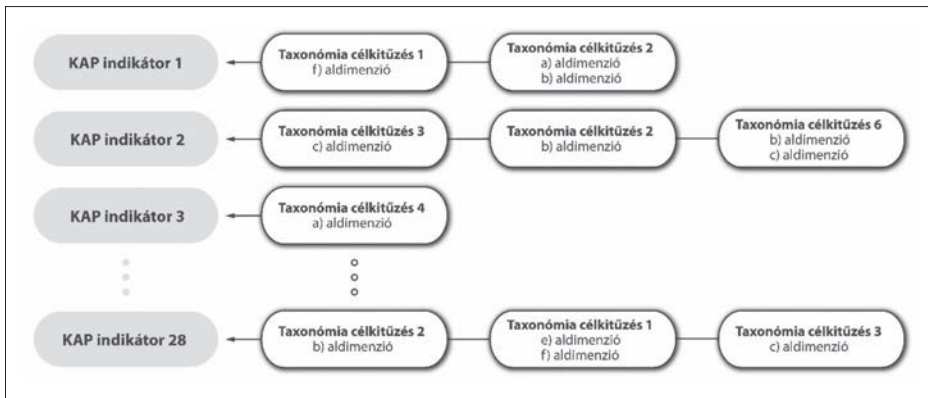 KAP indikátor 1
Taxonómia célkitűzés 1
f) aldimenzió
Taxonómia célkitűzés 2
a) aldimenzió
b) aldimenzió
KAP indikátor 2
Taxonómia célkitűzés 3
c) aldimenzió
Taxonómia célkitűzés 2
b) aldimenzió
Taxonómia célkitűzés 6
b) aldimenzió
c) aldimenzió
KAP indikátor 3
Taxonómia célkitűzés 4
a) aldimenzió
KAP indikátor 28
Taxonómia célkitűzés 2
b) aldimenzió
Taxonómia célkitűzés 1
e) aldimenzió
f) aldimenzió
Taxonómia célkitűzés 3
c) aldimenzió